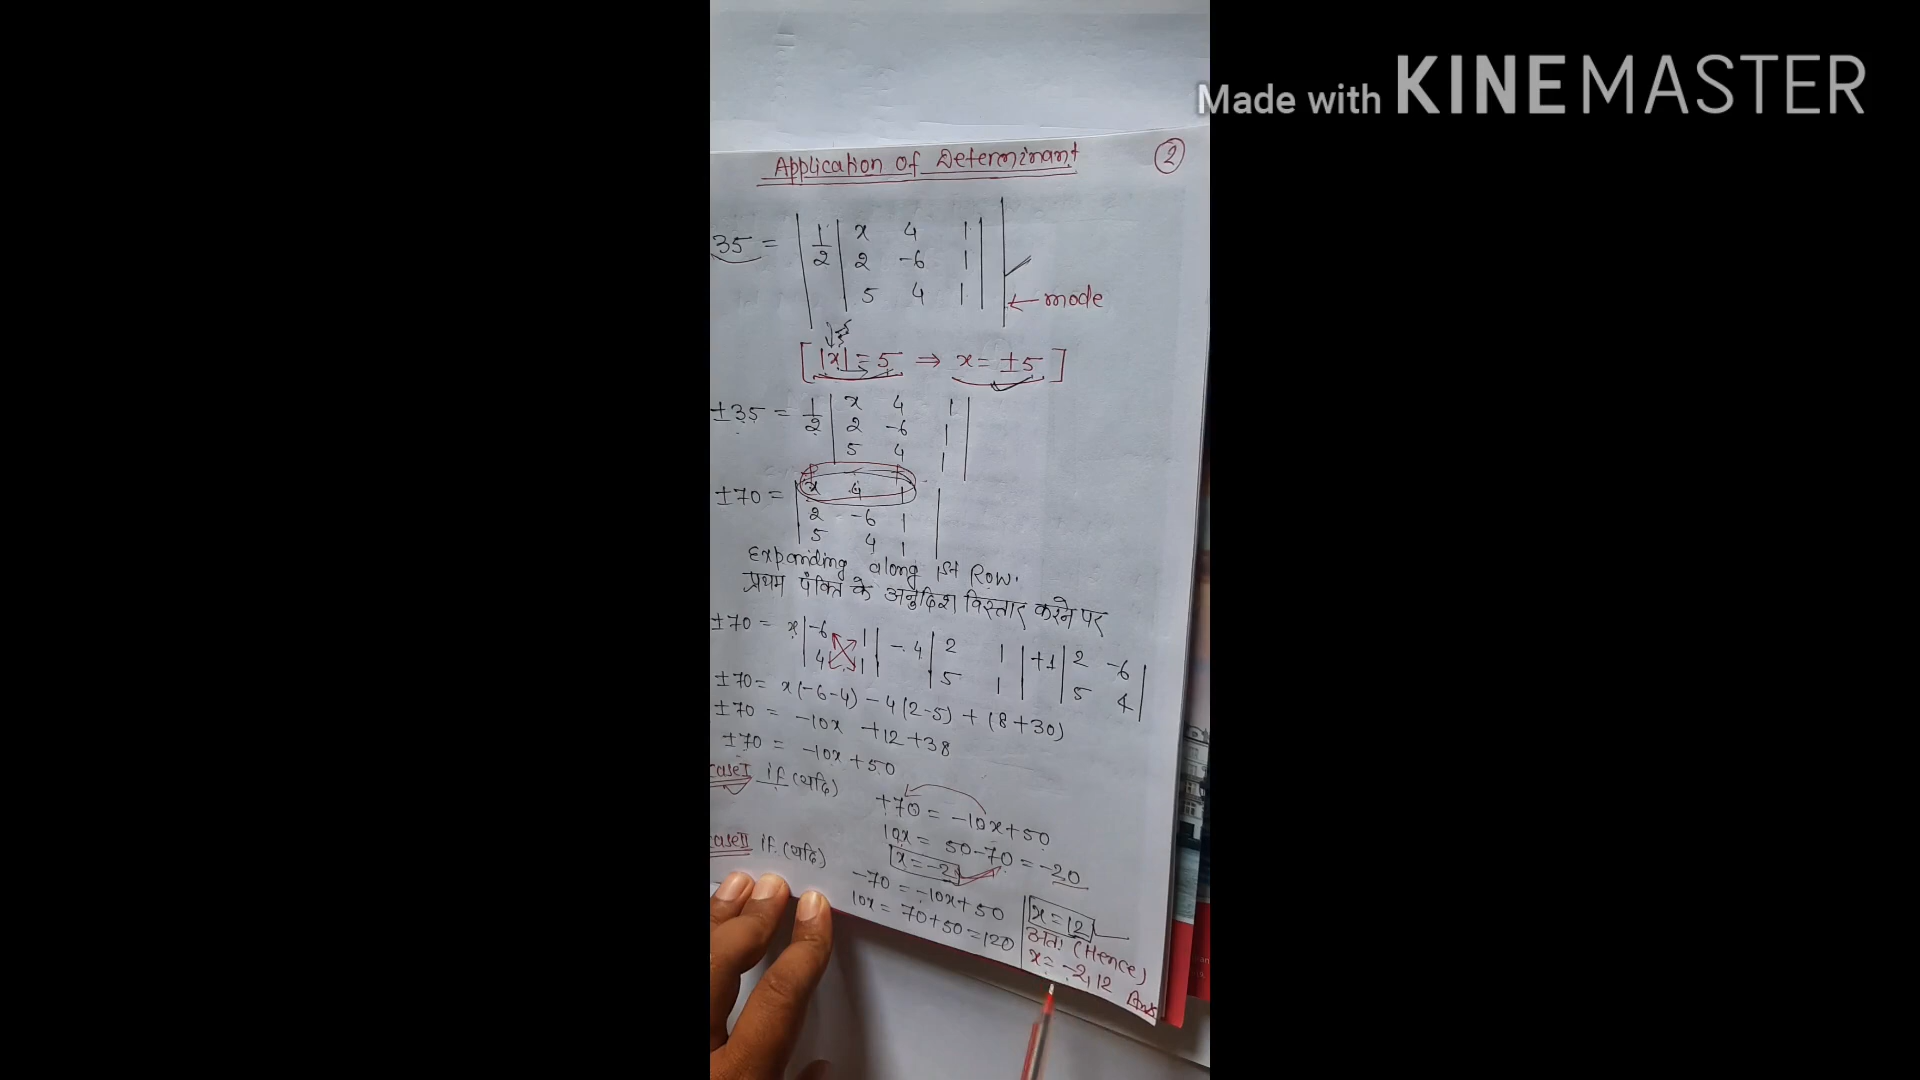 Made with KINEMASTER
Application of Determinant
2
35 = | 1/2 | x 4 1 |
2 -6 1
5 4 1 | |
← mode
[ |x| = 5 ⇒ x = ±5 ]
±35 = 1/2 | x 4 1
2 -6 1
5 4 1 |
±70 = | x 4 1
2 -6 1
5 4 1 |
Expanding along 1st Row.
प्रथम पंक्ति के अनुदिश विस्तार करने पर
±70 = x | -6 1 | - 4 | 2 1 | +1 | 2 -6
4 1 5 1 5 4 |
±70 = x(-6-4) - 4(2-5) + (8+30)
±70 = -10x +12+38
±70 = -10x + 50
case I if (यदि)
+70 = -10x+50
10x = 50-70 = -20
x = -2
case II if (यदि)
-70 = -10x+50
10x = 70+50 = 120
x = 12
अतः (Hence)
x = -2, 12 Ans